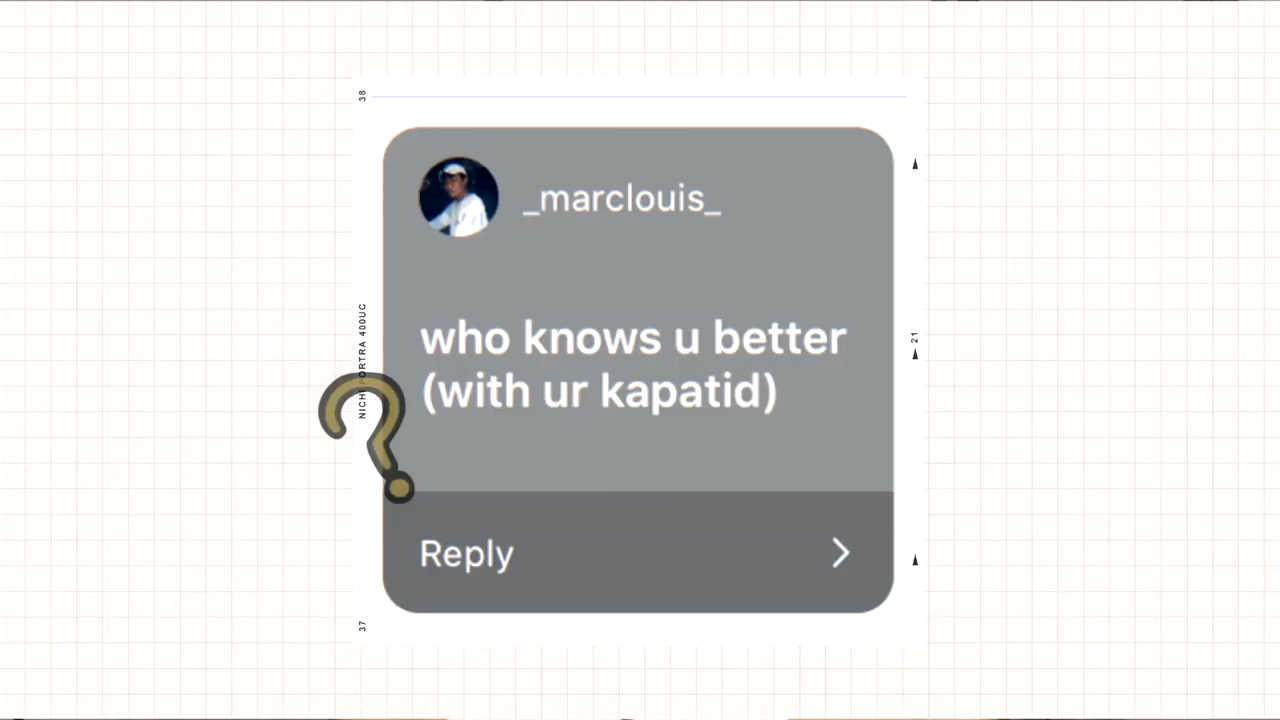 38
_marclouis_
who knows u better
(with ur kapatid)
21
Reply
37